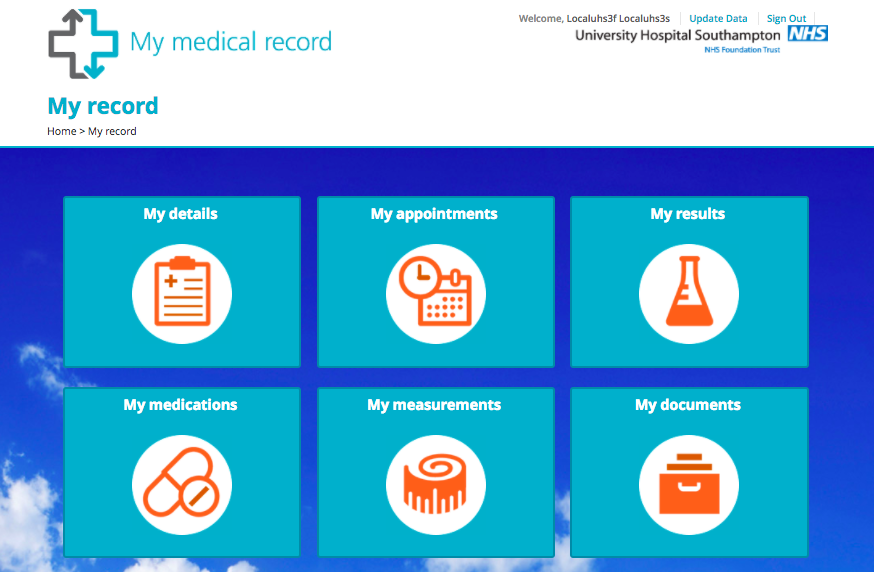 Welcome, Localuhs3f Localuhs3s Update Data Sign Out
My medical record
University Hospital Southampton NHS
NHS Foundation Trust
My record
Home > My record
My details My appointments My results
My medications My measurements My documents